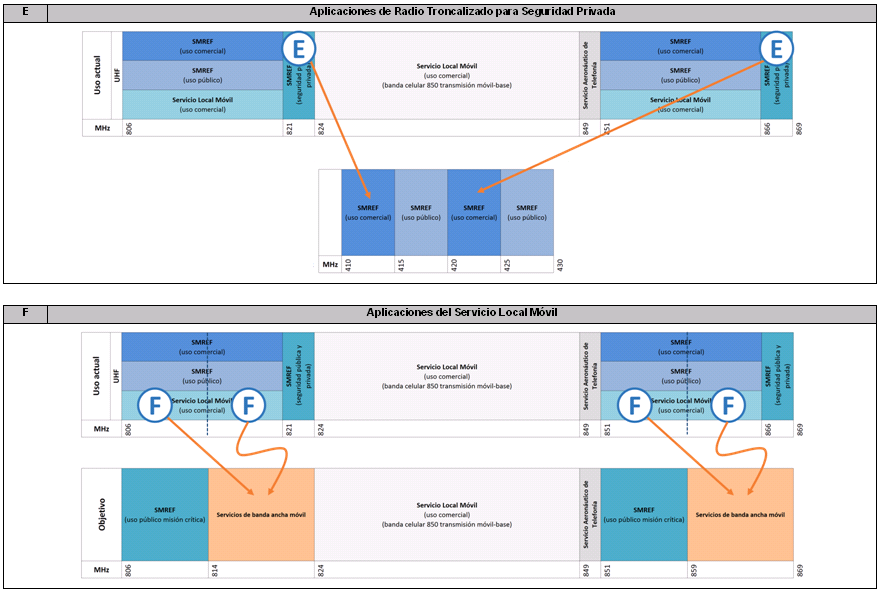 E
Aplicaciones de Radio Troncalizado para Seguridad Privada
Uso actual
UHF
SMREF
(uso comercial)
SMREF
(uso público)
Servicio Local Móvil
(uso comercial)
E
SMREF
(seguridad
privada)
Servicio Local Móvil
(uso comercial)
(banda celular 850 transmisión móvil-base)
Servicio Aeronáutico de
Telefonía
SMREF
(uso comercial)
SMREF
(uso público)
Servicio Local Móvil
(uso comercial)
E
SMREF
(seguridad
privada)
MHz
806
821
824
849
866
869
SMREF
(uso comercial)
SMREF
(uso público)
SMREF
(uso comercial)
SMREF
(uso público)
MHz
410
415
420
425
430
F
Aplicaciones del Servicio Local Móvil
Uso actual
UHF
SMREF
(uso comercial)
SMREF
(uso público)
F
Servicio Local Móvil
(uso comercial)
F
SMREF
(seguridad pública y
privada)
Servicio Local Móvil
(uso comercial)
(banda celular 850 transmisión móvil-base)
Servicio Aeronáutico de
Telefonía
SMREF
(uso comercial)
SMREF
(uso público)
F
Servicio Local Móvil
(uso comercial)
F
SMREF
(seguridad pública y
privada)
MHz
806
821
824
849
851
866
869
Objetivo
SMREF
(uso público misión crítica)
Servicios de banda ancha móvil
Servicio Local Móvil
(uso comercial)
(banda celular 850 transmisión móvil-base)
Servicio Aeronáutico de
Telefonía
SMREF
(uso público misión crítica)
Servicios de banda ancha móvil
MHz
806
814
824
849
851
859
869